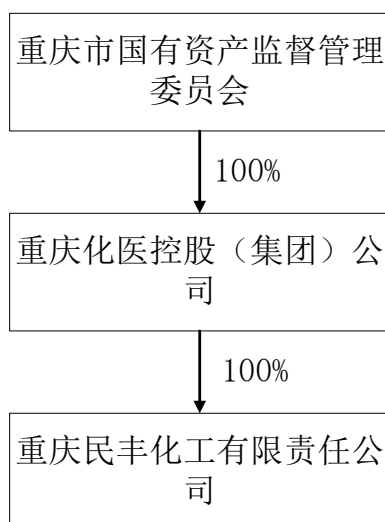 重庆市国有资产监督管理
委员会
100%
重庆化医控股（集团）公
司
100%
重庆民丰化工有限责任公
司